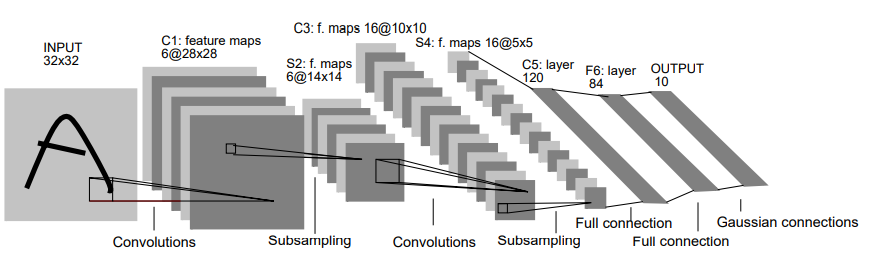 INPUT
32x32
C1: feature maps
6@28x28
S2: f. maps
6@14x14
C3: f. maps 16@10x10
S4: f. maps 16@5x5
C5: layer
120
F6: layer
84
OUTPUT
10
Convolutions
Subsampling
Convolutions
Subsampling
Full connection
Full connection
Gaussian connections